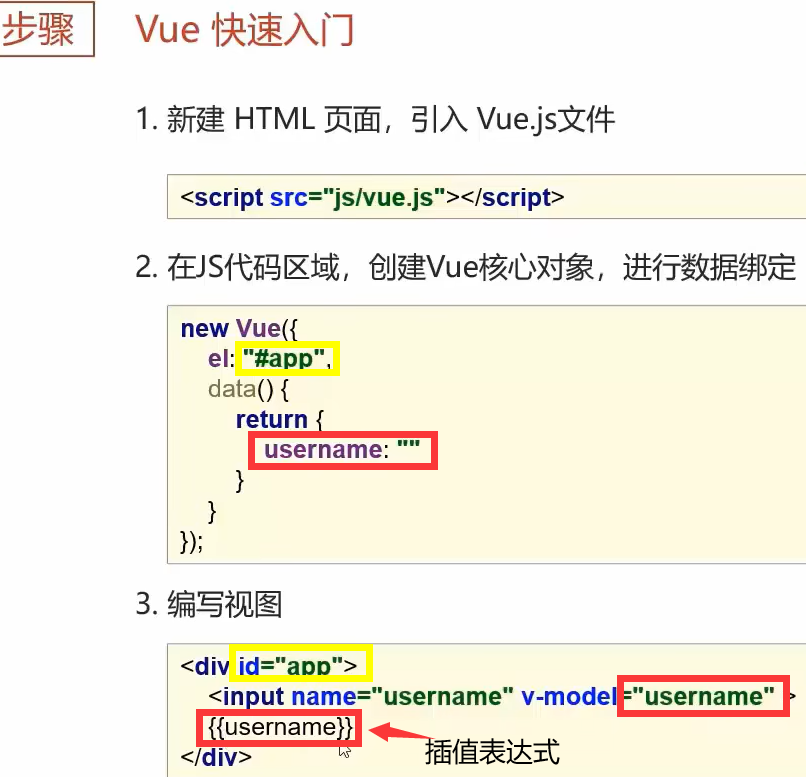 步骤
Vue 快速入门
1. 新建 HTML 页面，引入 Vue.js文件
<script src="js/vue.js"></script>
2. 在JS代码区域，创建Vue核心对象，进行数据绑定
new Vue({
    el: "#app",
    data() {
        return {
            username: ""
        }
    }
});
3. 编写视图
<div id="app">
    <input name="username" v-model="username" >
    {{username}}
插值表达式
</div>